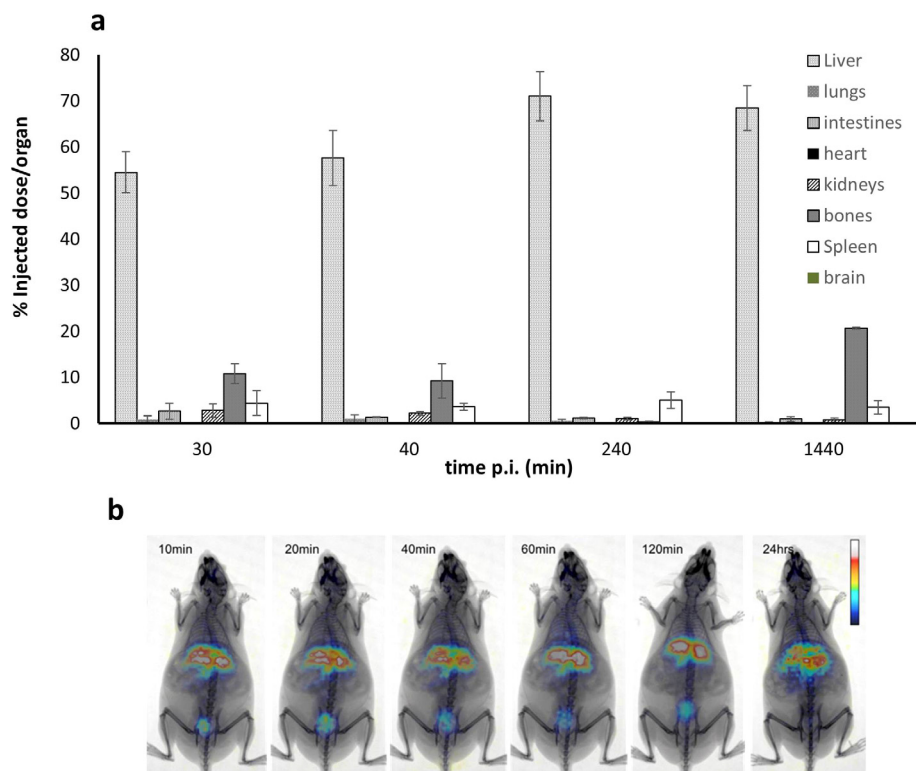 a
% Injected dose/organ
80
70
60
50
40
30
20
10
0
30 40 240 1440
time p.i. (min)
Liver
lungs
intestines
heart
kidneys
bones
Spleen
brain
b
10min 20min 40min 60min 120min 24hrs